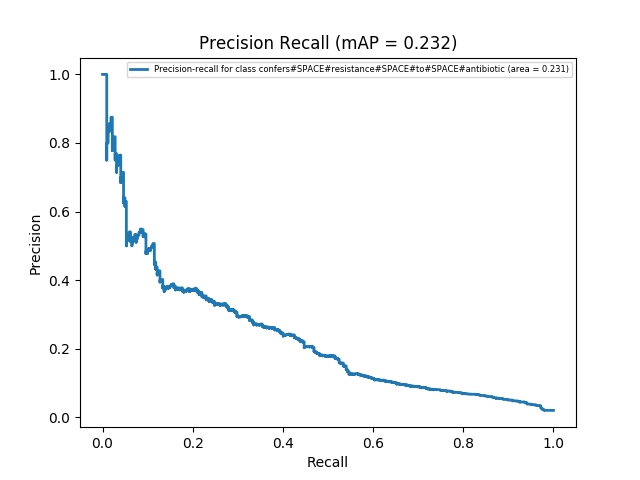 Precision Recall (mAP = 0.232)
Precision-recall for class confers#SPACE#resistance#SPACE#to#SPACE#antibiotic (area = 0.231)
1.0
0.8
0.6
0.4
0.2
0.0
Precision
0.0 0.2 0.4 0.6 0.8 1.0
Recall